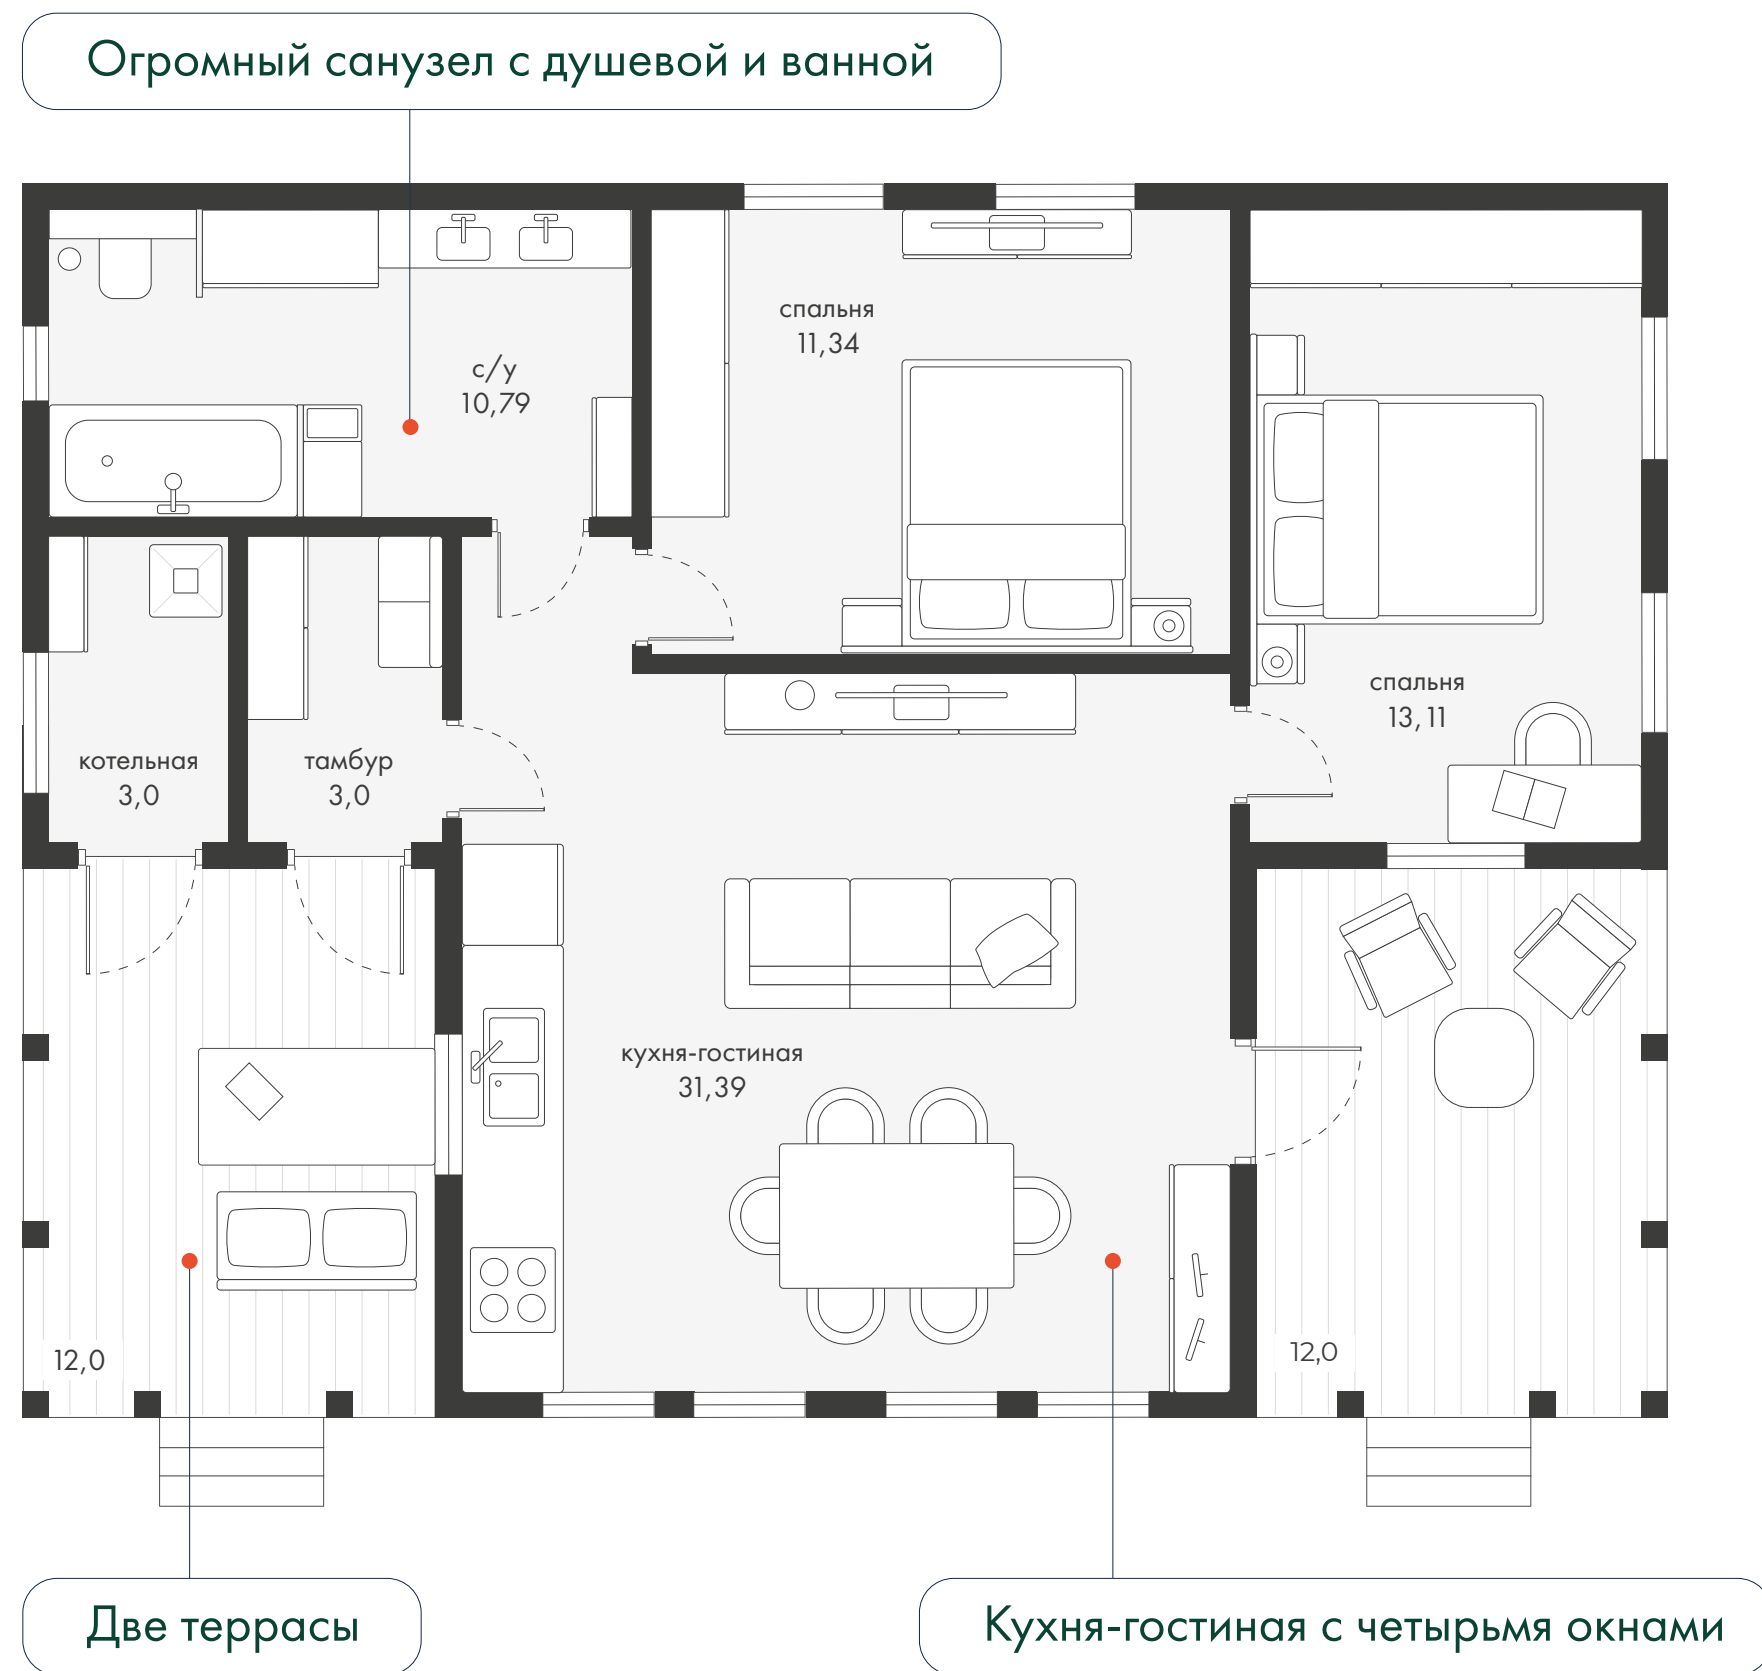 Огромный санузел с душевой и ванной
спальня
11,34
с/у
10,79
спальня
13,11
котельная
3,0
тамбур
3,0
кухня-гостиная
31,39
12,0
12,0
Две террасы
Кухня-гостиная с четырьмя окнами